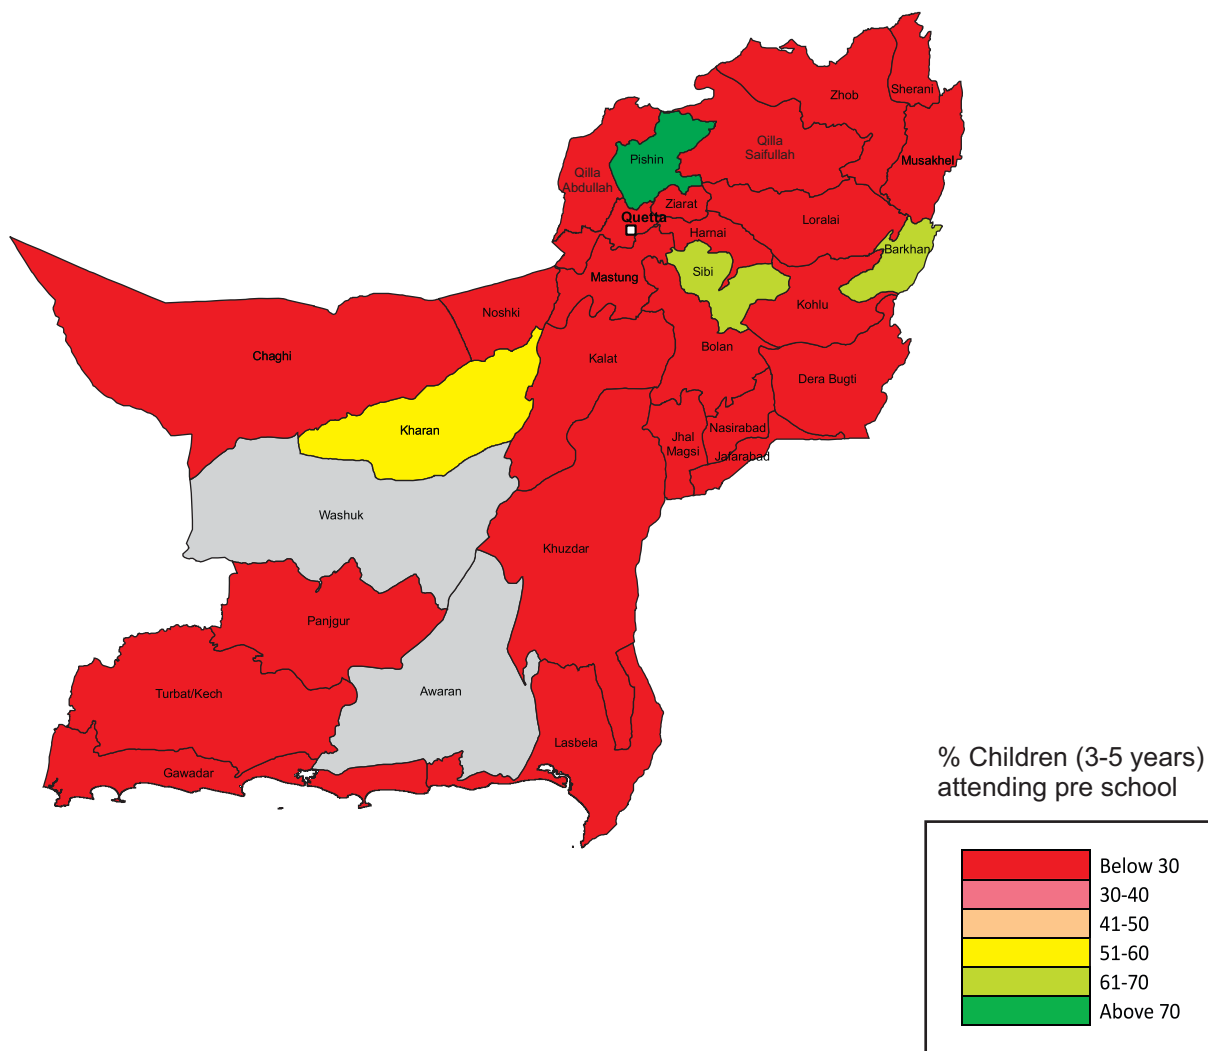 Zhob
Sherani
Qilla
Saifullah
Musakhel
Pishin
Qilla
Abdullah
Ziarat
Quetta
Loralai
Harnai
Barkhan
Sibi
Mastung
Kohlu
Noshki
Bolan
Chaghi
Kalat
Dera Bugti
Kharan
Nasirabad
Jhal
Magsi
Jafarabad
Washuk
Khuzdar
Panjgur
Turbat/Kech
Awaran
Lasbela
Gawadar
% Children (3-5 years)
attending pre school
Below 30
30-40
41-50
51-60
61-70
Above 70